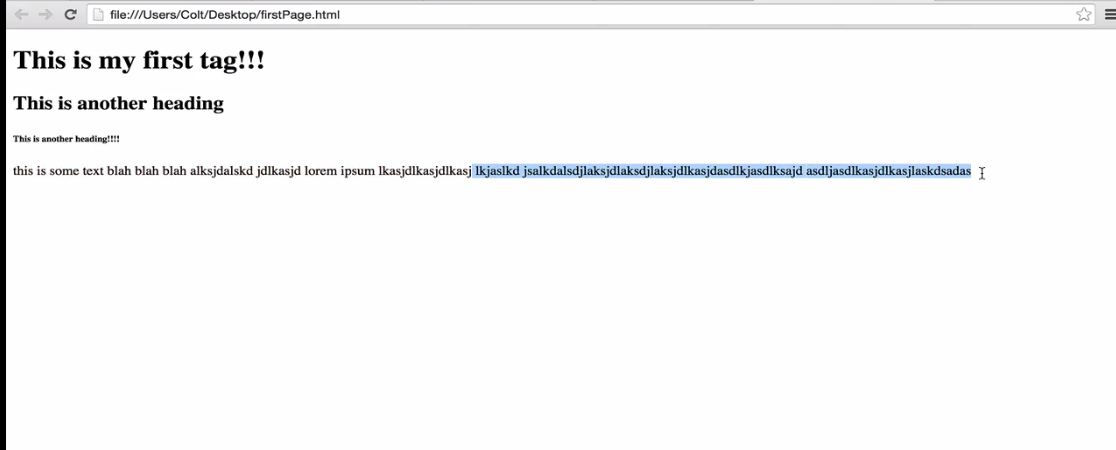 file:///Users/Colt/Desktop/firstPage.html
This is my first tag!!!
This is another heading
This is another heading!!!!
this is some text blah blah blah alksjdalskd jdlkasjd lorem ipsum lkasjdlkasjdlkasj lkjaslkd jsalkdalsdjlaksjdlaksdjlaksjdlkasjdasdlkjasdlksajd asdljasdlkasjdlkasjlaskdsadas